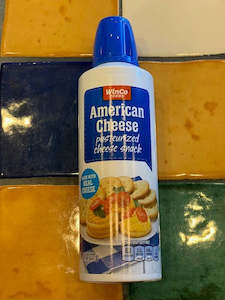 WinCo
FOODS
American
Cheese
pasteurized
cheese snack
MADE WITH
REAL
CHEESE